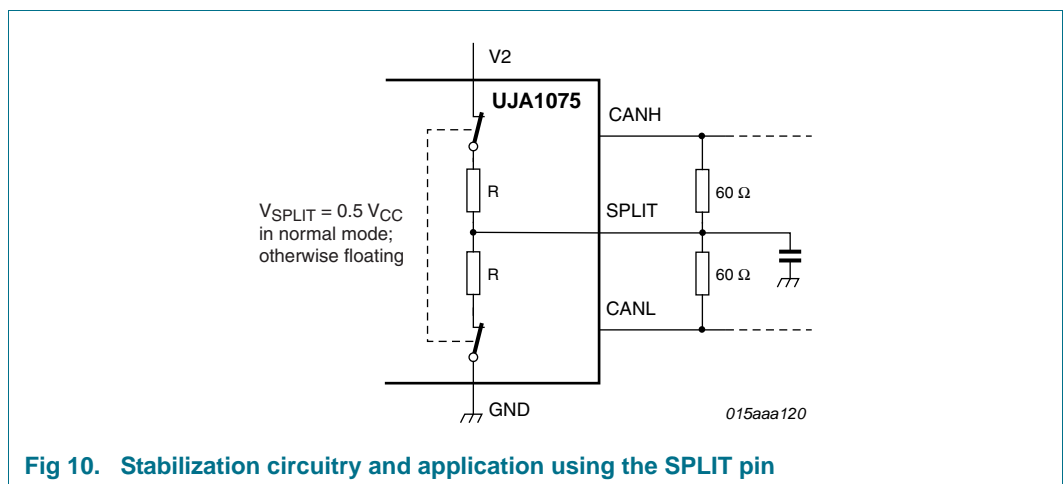 V2
UJA1075
CANH
R
60 Ω
V_SPLIT = 0.5 V_CC
in normal mode;
otherwise floating
SPLIT
R
60 Ω
CANL
GND
015aaa120
Fig 10. Stabilization circuitry and application using the SPLIT pin